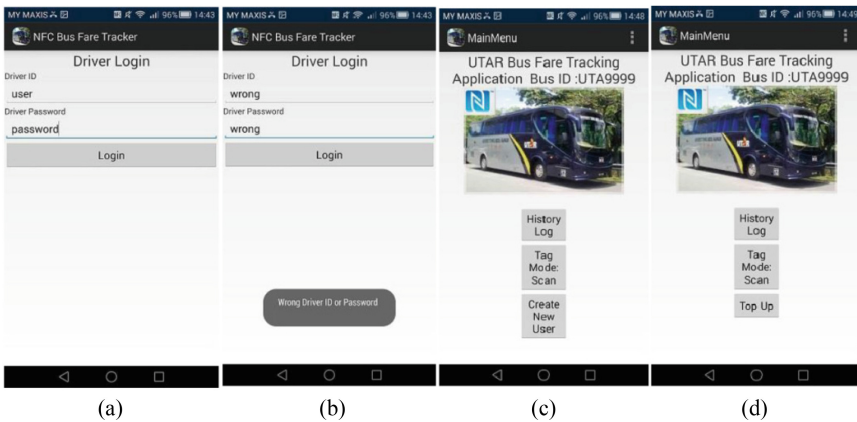 MY MAXIS 96% 14:43
NFC Bus Fare Tracker
Driver Login
Driver ID
user
Driver Password
password
Login
(a)
MY MAXIS 96% 14:43
NFC Bus Fare Tracker
Driver Login
Driver ID
wrong
Driver Password
wrong
Login
Wrong Driver ID or Password
(b)
MY MAXIS 96% 14:48
MainMenu
UTAR Bus Fare Tracking
Application Bus ID :UTA9999
N
History
Log
Tag
Mode:
Scan
Create
New
User
(c)
MY MAXIS 96% 14:49
MainMenu
UTAR Bus Fare Tracking
Application Bus ID :UTA9999
N
History
Log
Tag
Mode:
Scan
Top Up
(d)